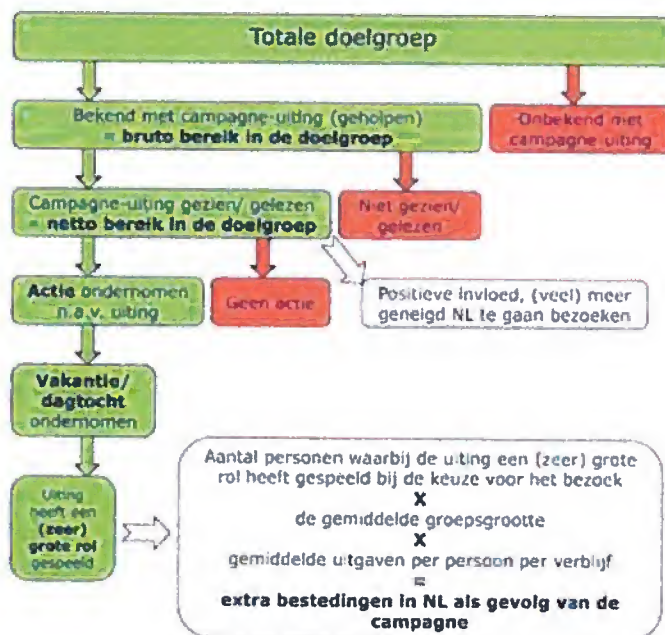 Totale doelgroep
Bekend met campagne-uiting (geholpen)
= bruto bereik in de doelgroep
Onbekend met
campagne uiting
Campagne-uiting gezien/ gelezen
= netto bereik in de doelgroep
Niet gezien/
gelezen
Actie ondernomen
n.a.v. uiting
Geen actie
Positieve invloed, (veel) meer
geneigd NL te gaan bezoeken
Vakantie/
dagtocht
ondernomen
Uiting
heeft een
(zeer)
grote rol
gespeeld
Aantal personen waarbij de uiting een (zeer) grote
rol heeft gespeeld bij de keuze voor het bezoek
X
de gemiddelde groepsgrootte
X
gemiddelde uitgaven per persoon per verblijf
=
extra bestedingen in NL als gevolg van de
campagne